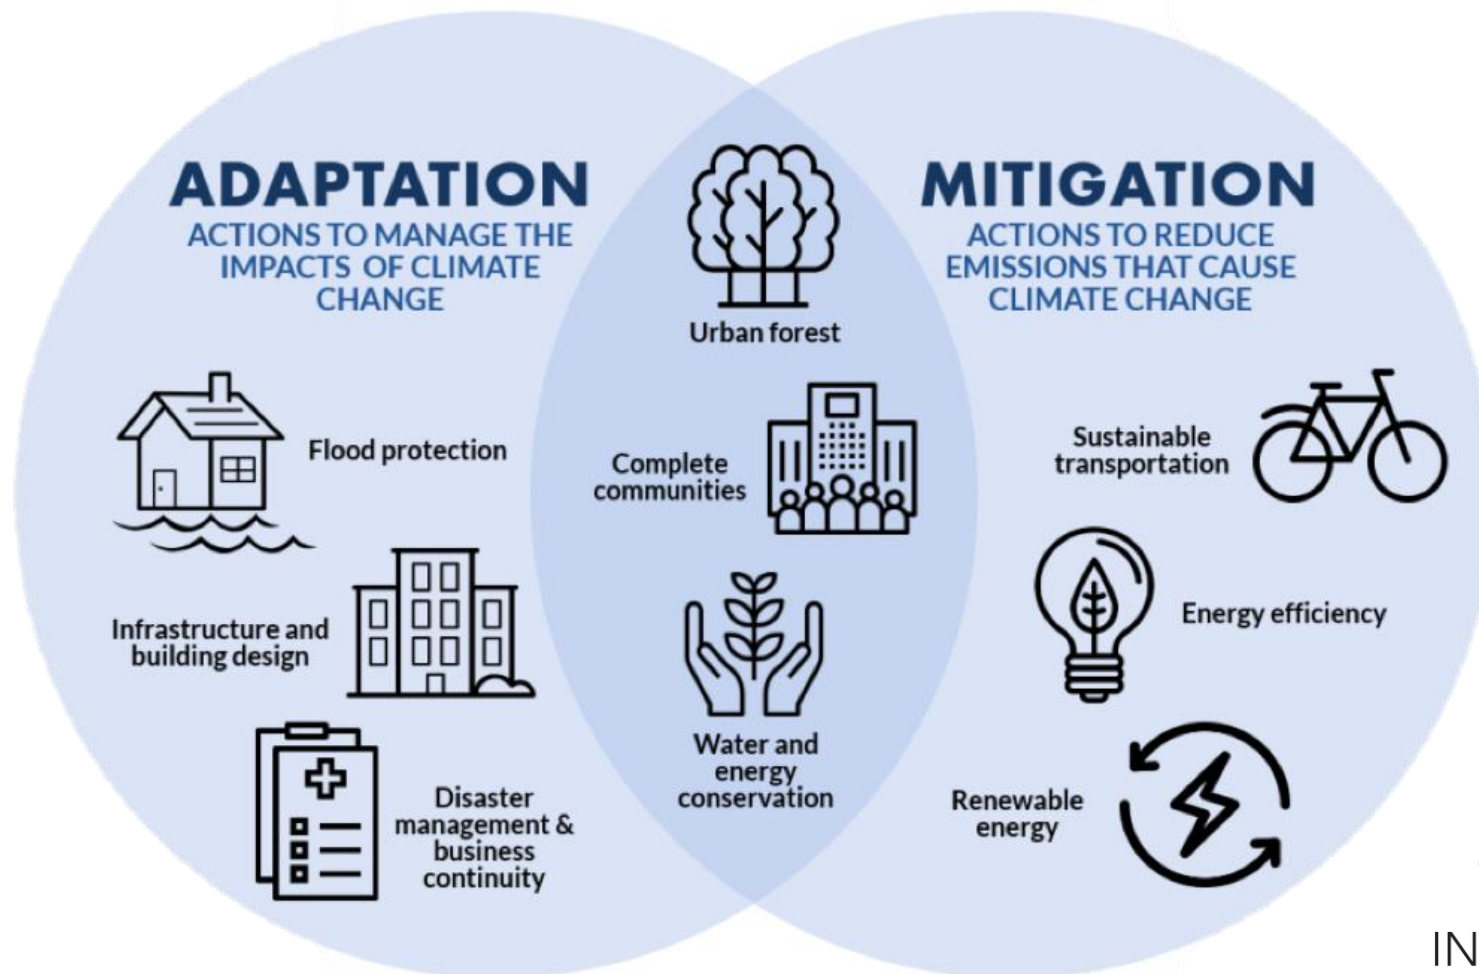 ADAPTATION
ACTIONS TO MANAGE THE
IMPACTS OF CLIMATE
CHANGE
Flood protection
Infrastructure and
building design
Disaster
management &
business
continuity
Urban forest
Complete
communities
Water and
energy
conservation
MITIGATION
ACTIONS TO REDUCE
EMISSIONS THAT CAUSE
CLIMATE CHANGE
Sustainable
transportation
Energy efficiency
Renewable
energy
IN